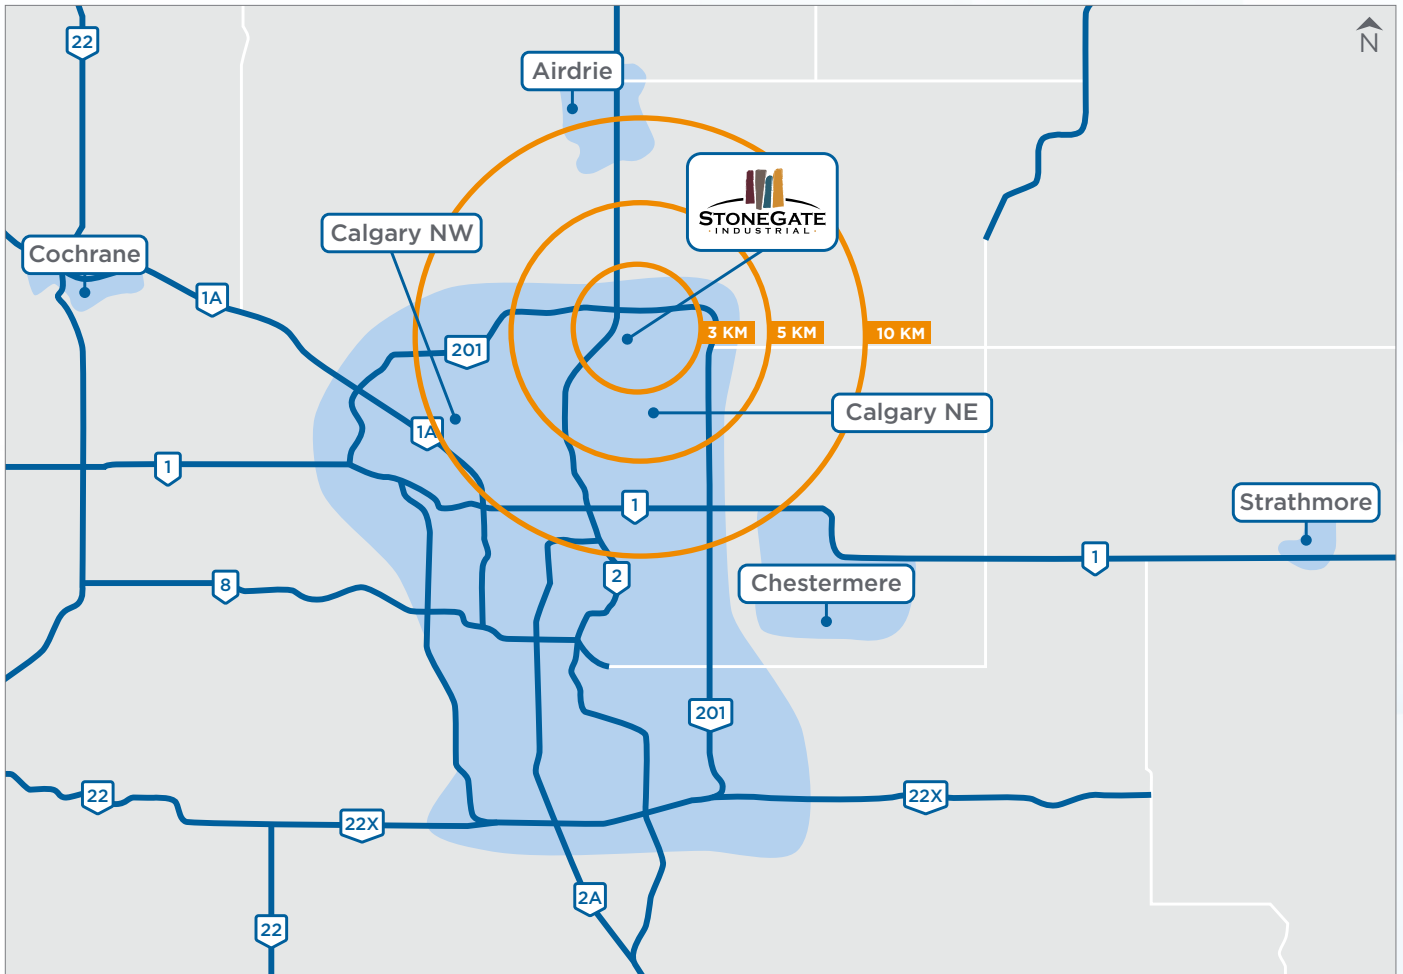 22
N
Airdrie
STONEGATE
·INDUSTRIAL·
Calgary NW
Cochrane
1A
3 KM
5 KM
10 KM
201
Calgary NE
1A
1
1
Strathmore
1
2
Chestermere
8
201
22
22X
22X
2A
22